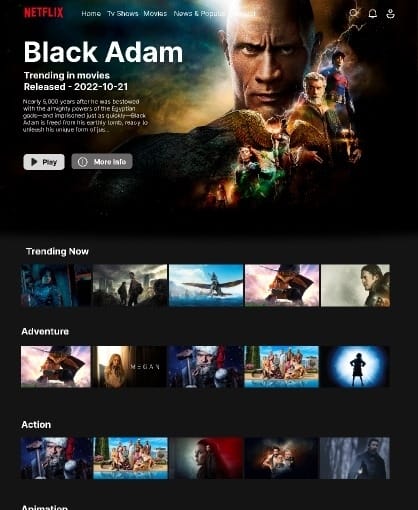 NETFLIX
Home Tv Shows Movies News & Popular
Black Adam
Trending in movies
Released - 2022-10-21
Nearly 5,000 years after he was bestowed
with the almighty powers of the Egyptian
gods—and imprisoned just as quickly—Black
Adam is freed from his earthly tomb, ready to
unleash his unique form of jus...
Play
More Info
Trending Now
Adventure
MEGAN
Action
Animation